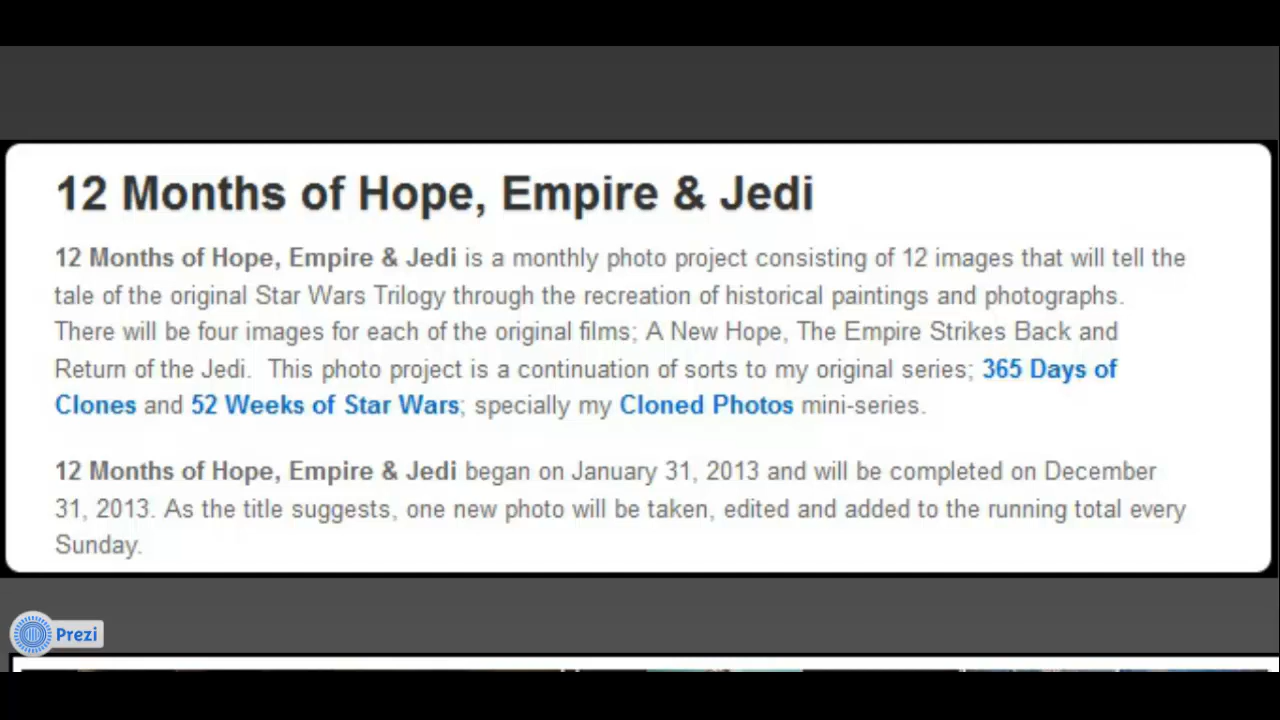 12 Months of Hope, Empire & Jedi
12 Months of Hope, Empire & Jedi is a monthly photo project consisting of 12 images that will tell the
tale of the original Star Wars Trilogy through the recreation of historical paintings and photographs.
There will be four images for each of the original films; A New Hope, The Empire Strikes Back and
Return of the Jedi. This photo project is a continuation of sorts to my original series; 365 Days of
Clones and 52 Weeks of Star Wars; specially my Cloned Photos mini-series.
12 Months of Hope, Empire & Jedi began on January 31, 2013 and will be completed on December
31, 2013. As the title suggests, one new photo will be taken, edited and added to the running total every
Sunday.
Prezi